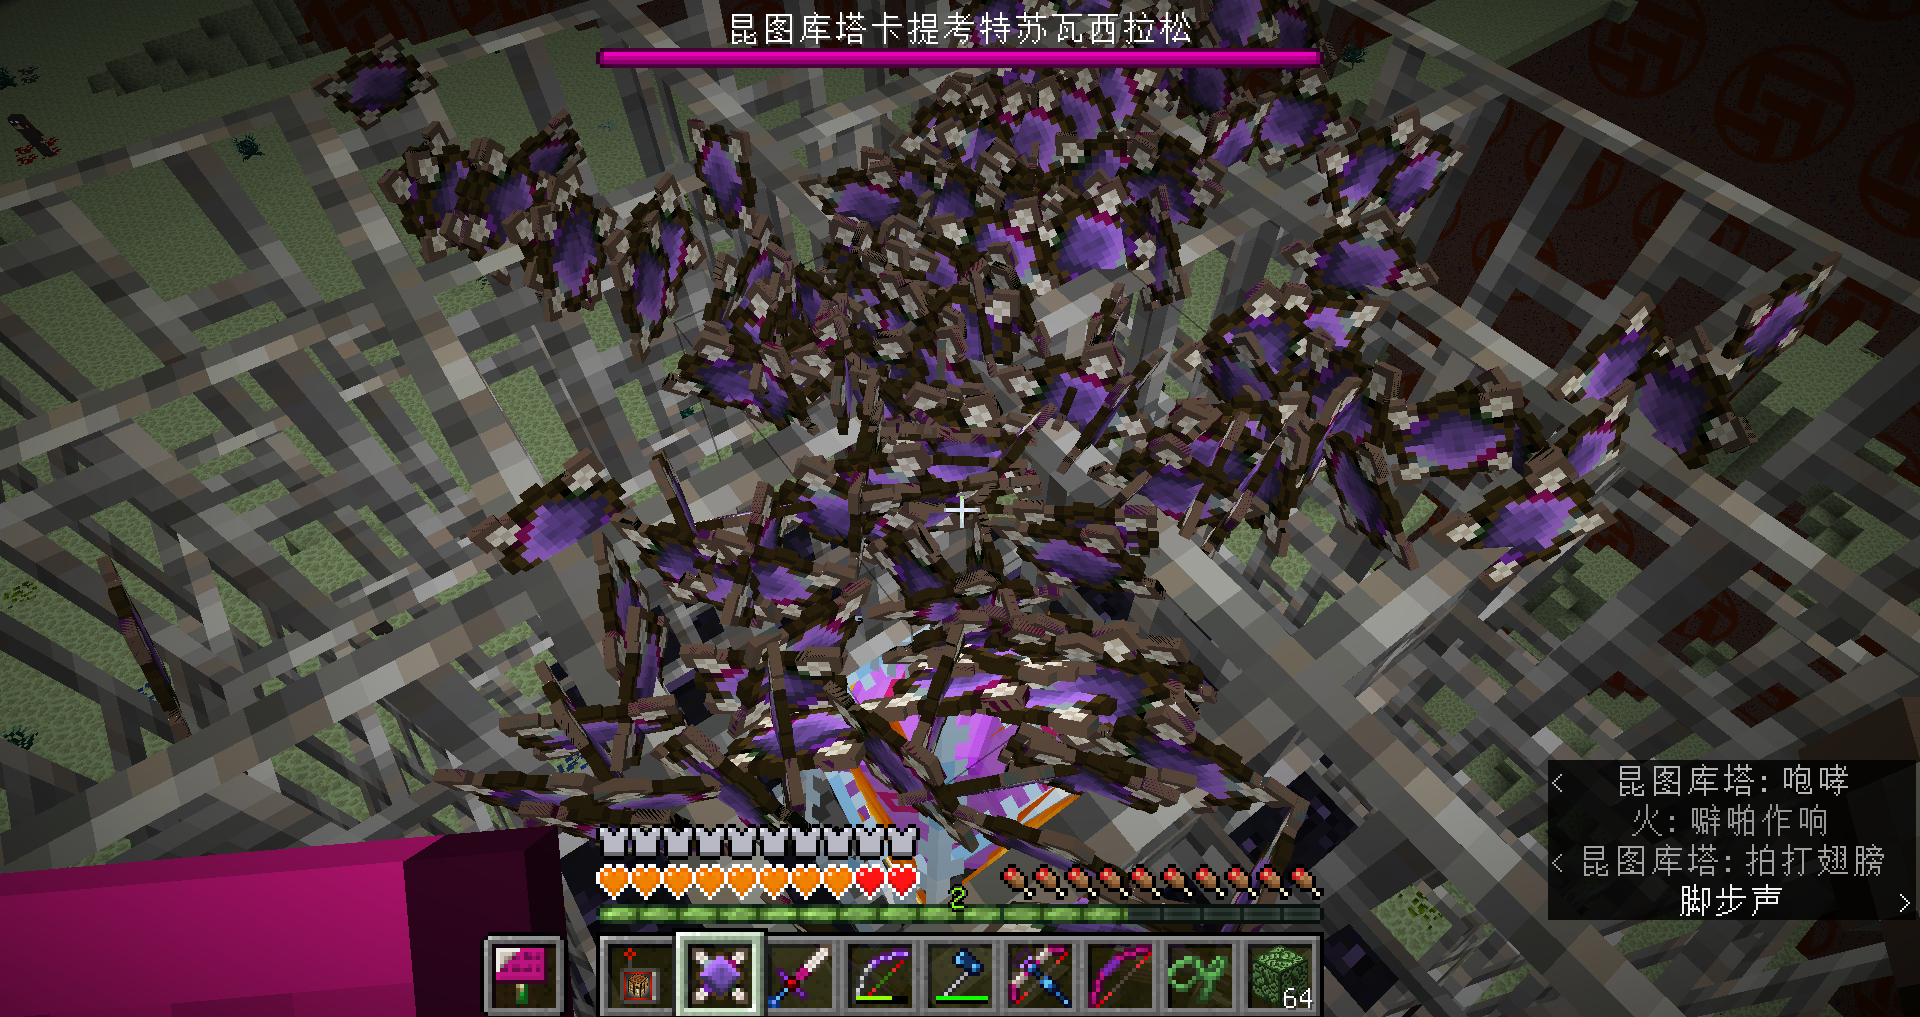 昆图库塔卡提考特苏瓦西拉松
< 昆图库塔: 咆哮
火: 噼啪作响
< 昆图库塔: 拍打翅膀
脚步声 >
2
64